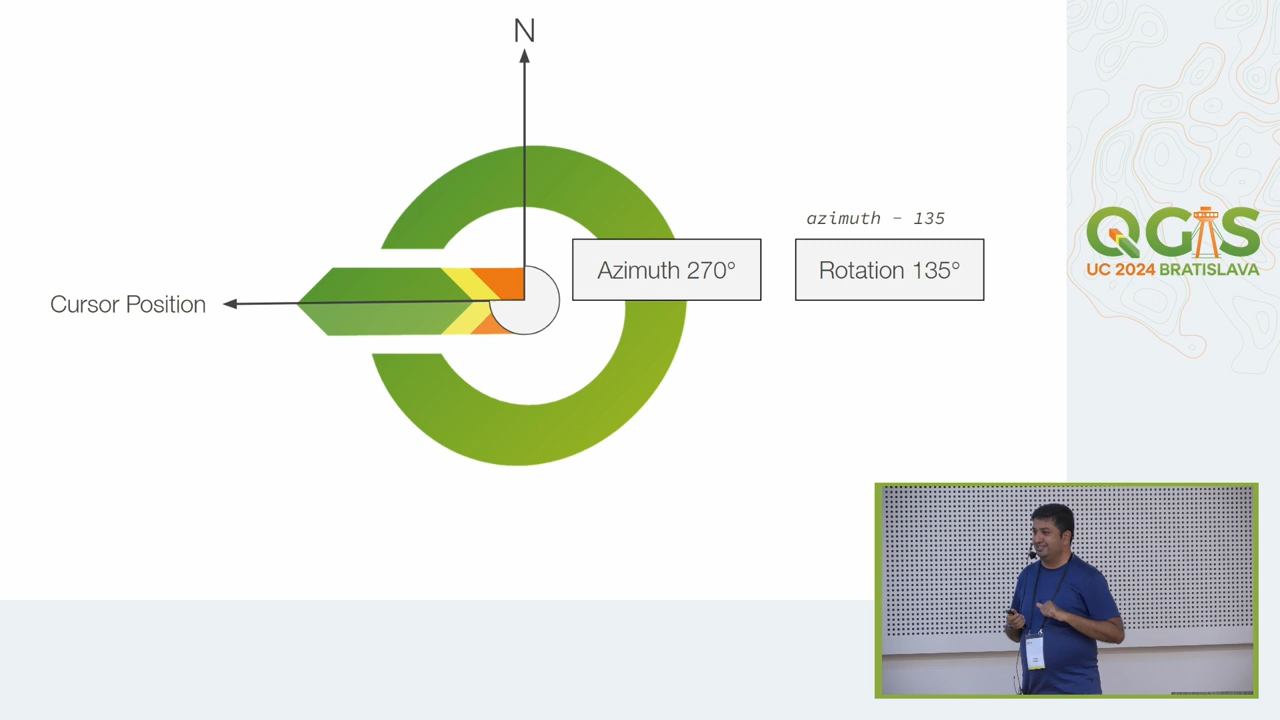 N
azimuth - 135
Azimuth 270°
Rotation 135°
Cursor Position
QGIS
UC 2024 BRATISLAVA